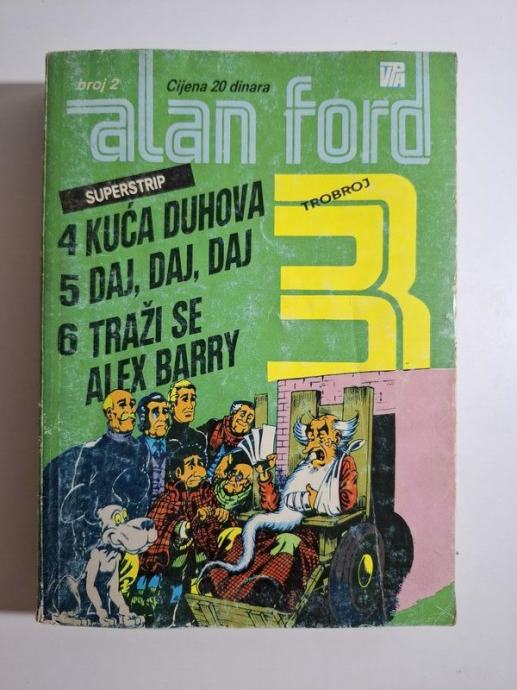 broj 2
Cijena 20 dinara
alan ford
SUPERSTRIP
TROBROJ
3
4 KUĆA DUHOVA
5 DAJ, DAJ, DAJ
6 TRAŽI SE
ALEX BARRY